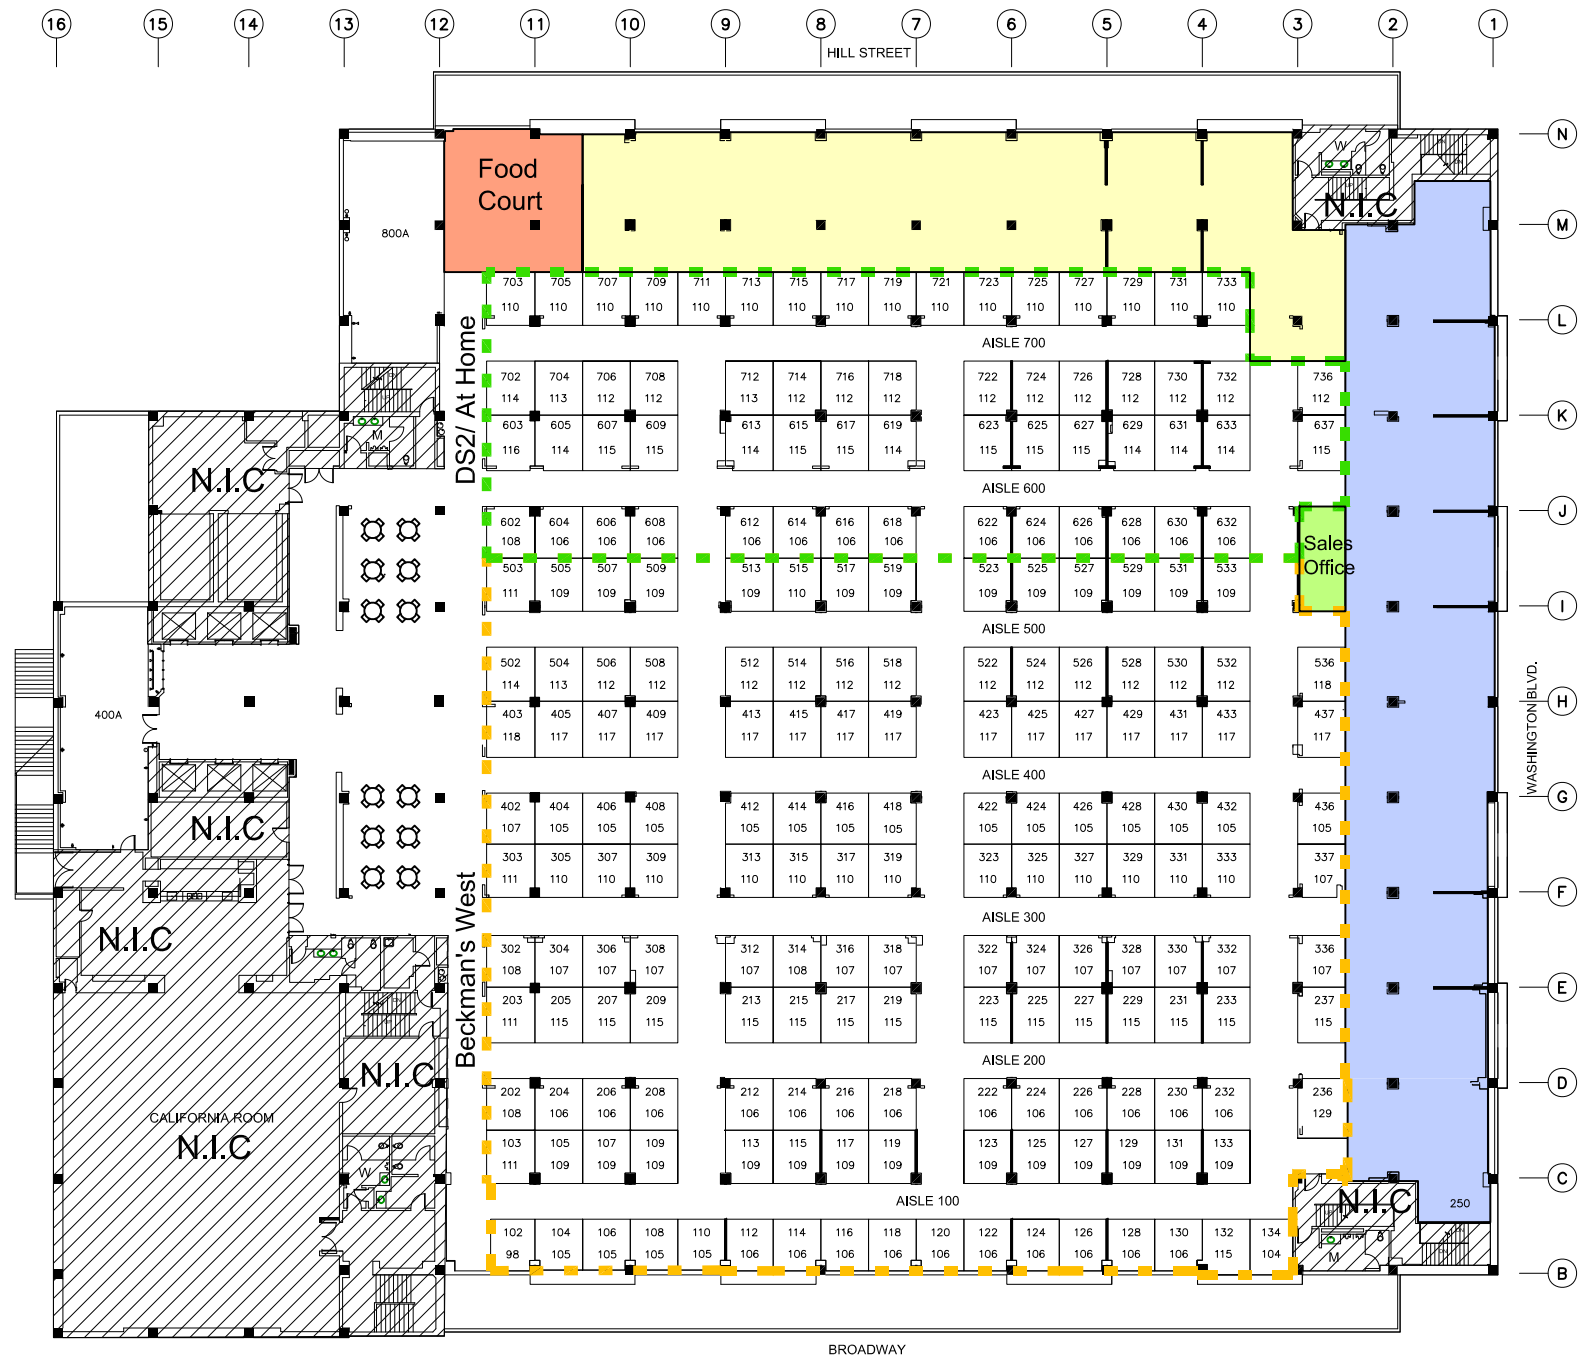 16 15 14 13 12 11 10 9 8 7 6 5 4 3 2 1
HILL STREET
N
W
Food
Court
N.I.C
M
800A
703 705 707 709 711 713 715 717 719 721 723 725 727 729 731 733
110 110 110 110 110 110 110 110 110 110 110 110 110 110 110 110
L
AISLE 700
DS2/ At Home
702 704 706 708 712 714 716 718 722 724 726 728 730 732 736
114 113 112 112 113 112 112 112 112 112 112 112 112 112 112
K
M
603 605 607 609 613 615 617 619 623 625 627 629 631 633 637
116 114 115 115 114 115 115 114 115 115 115 114 114 114 115
N.I.C
AISLE 600
J
602 604 606 608 612 614 616 618 622 624 626 628 630 632
108 106 106 106 106 106 106 106 106 106 106 106 106 106
Sales
Office
503 505 507 509 513 515 517 519 523 525 527 529 531 533
111 109 109 109 109 109 110 109 109 109 109 109 109 109
I
AISLE 500
502 504 506 508 512 514 516 518 522 524 526 528 530 532 536
114 113 112 112 112 112 112 112 112 112 112 112 112 112 118
H
WASHINGTON BLVD.
400A
403 405 407 409 413 415 417 419 423 425 427 429 431 433 437
118 117 117 117 117 117 117 117 117 117 117 117 117 117 117
AISLE 400
G
402 404 406 408 412 414 416 418 422 424 426 428 430 432 436
107 105 105 105 105 105 105 105 105 105 105 105 105 105 105
N.I.C
303 305 307 309 313 315 317 319 323 325 327 329 331 333 337
111 110 110 110 110 110 110 110 110 110 110 110 110 110 107
F
AISLE 300
Beckman's West
N.I.C
302 304 306 308 312 314 316 318 322 324 326 328 330 332 336
108 107 107 107 107 108 107 107 107 107 107 107 107 107 107
E
203 205 207 209 213 215 217 219 223 225 227 229 231 233 237
111 115 115 115 115 115 115 115 115 115 115 115 115 115 115
AISLE 200
N.I.C
D
202 204 206 208 212 214 216 218 222 224 226 228 230 232 236
108 106 106 106 106 106 106 106 106 106 106 106 106 106 129
CALIFORNIA ROOM
N.I.C
103 105 107 109 113 115 117 119 123 125 127 129 131 133
111 109 109 109 109 109 109 109 109 109 109 109 109 109
W
C
AISLE 100
N.I.C
250
102 104 106 108 110 112 114 116 118 120 122 124 126 128 130 132 134
98 105 105 105 105 106 106 106 106 106 106 106 106 106 106 115 104
M
B
BROADWAY